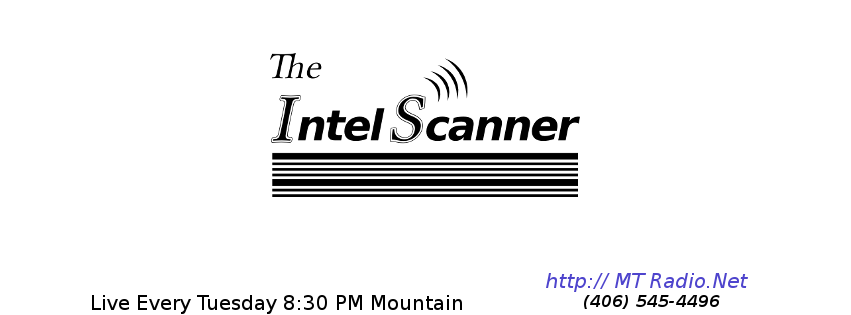 The
Intel Scanner
http:// MT Radio.Net
Live Every Tuesday 8:30 PM Mountain
(406) 545-4496